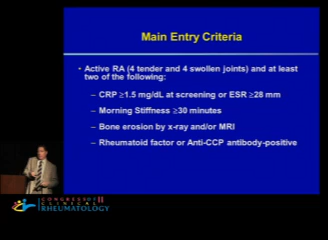 Main Entry Criteria
• Active RA (4 tender and 4 swollen joints) and at least
two of the following:
– CRP ≥1.5 mg/dL at screening or ESR ≥28 mm
– Morning Stiffness ≥30 minutes
– Bone erosion by x-ray and/or MRI
– Rheumatoid factor or Anti-CCP antibody-positive
CONGRESS OF
CLINICAL
RHEUMATOLOGY